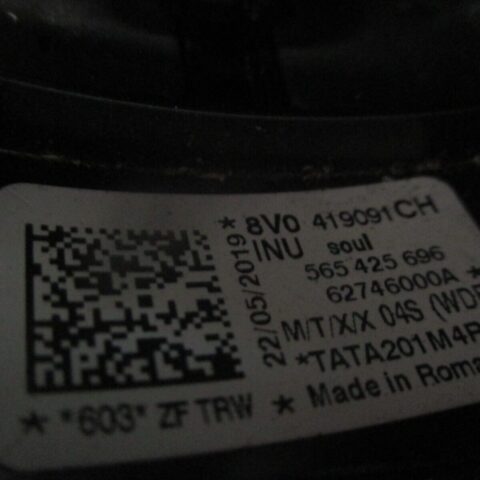 *8V0 419091CH
INU soul
565 425 696
62746000A *
22/05/2019
M/T/X/X 04S (WDF
*TATA201M4P
* Made in Roma
* *603* ZF TRW